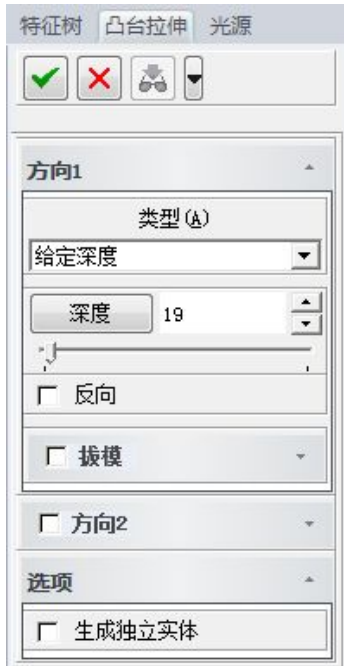 特征树 凸台拉伸 光源
方向1
类型(A)
给定深度
深度 19
反向
拔模
方向2
选项
生成独立实体